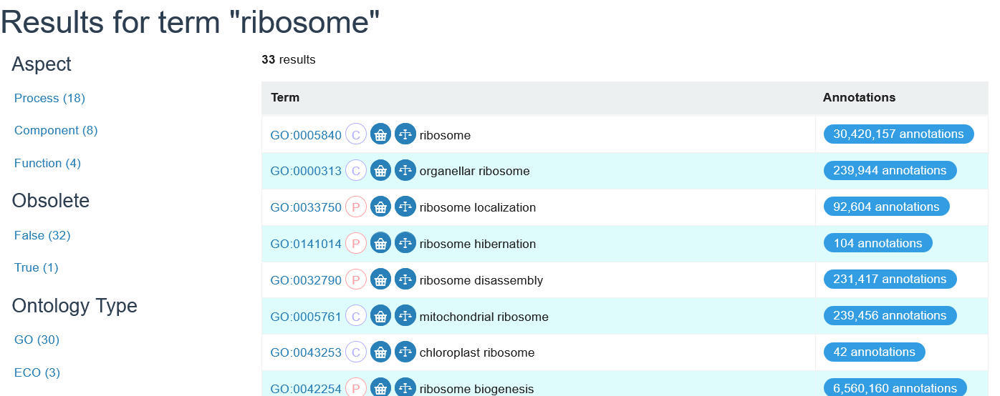 Results for term "ribosome"
Aspect
Process (18)
Component (8)
Function (4)
Obsolete
False (32)
True (1)
Ontology Type
GO (30)
ECO (3)
33 results
Term Annotations
GO:0005840 C ribosome 30,420,157 annotations
GO:0000313 C organellar ribosome 239,944 annotations
GO:0033750 P ribosome localization 92,604 annotations
GO:0141014 P ribosome hibernation 104 annotations
GO:0032790 P ribosome disassembly 231,417 annotations
GO:0005761 C mitochondrial ribosome 239,456 annotations
GO:0043253 C chloroplast ribosome 42 annotations
GO:0042254 P ribosome biogenesis 6,560,160 annotations